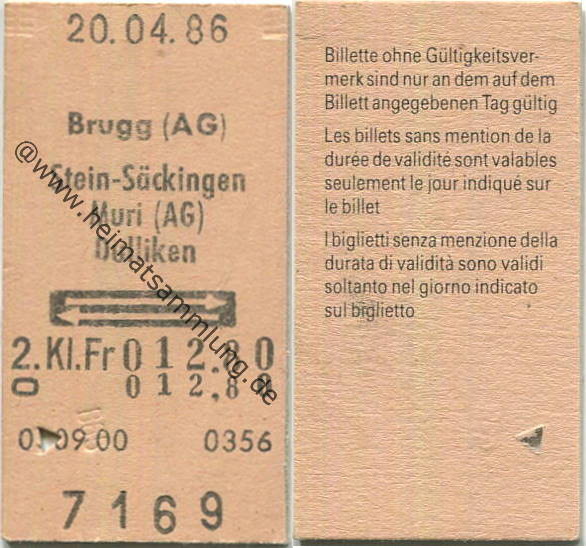 20.04.86
Brugg (AG)
Stein-Säckingen
Muri (AG)
Dulliken
2.Kl.Fr 012.80
0 012.80
09.00 0356
7169
@www.heimatsammlung.de
Billette ohne Gültigkeitsver-
merk sind nur an dem auf dem
Billett angegebenen Tag gültig
Les billets sans mention de la
durée de validité sont valables
seulement le jour indiqué sur
le billet
I biglietti senza menzione della
durata di validità sono validi
soltanto nel giorno indicato
sul biglietto